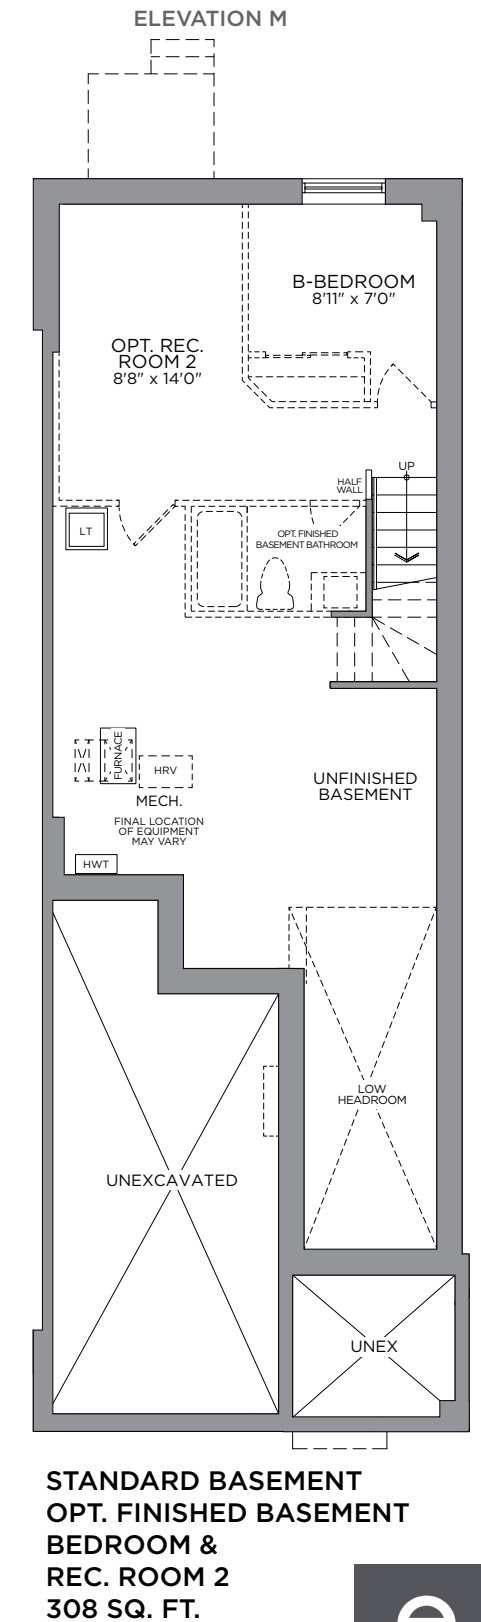 ELEVATION M
B-BEDROOM
8'11" x 7'0"
OPT. REC.
ROOM 2
8'8" x 14'0"
UP
HALF
WALL
LT
OPT. FINISHED
BASEMENT BATHROOM
FURNACE
HRV
MECH.
FINAL LOCATION
OF EQUIPMENT
MAY VARY
UNFINISHED
BASEMENT
HWT
LOW
HEADROOM
UNEXCAVATED
UNEX
STANDARD BASEMENT
OPT. FINISHED BASEMENT
BEDROOM &
REC. ROOM 2
308 SQ. FT.